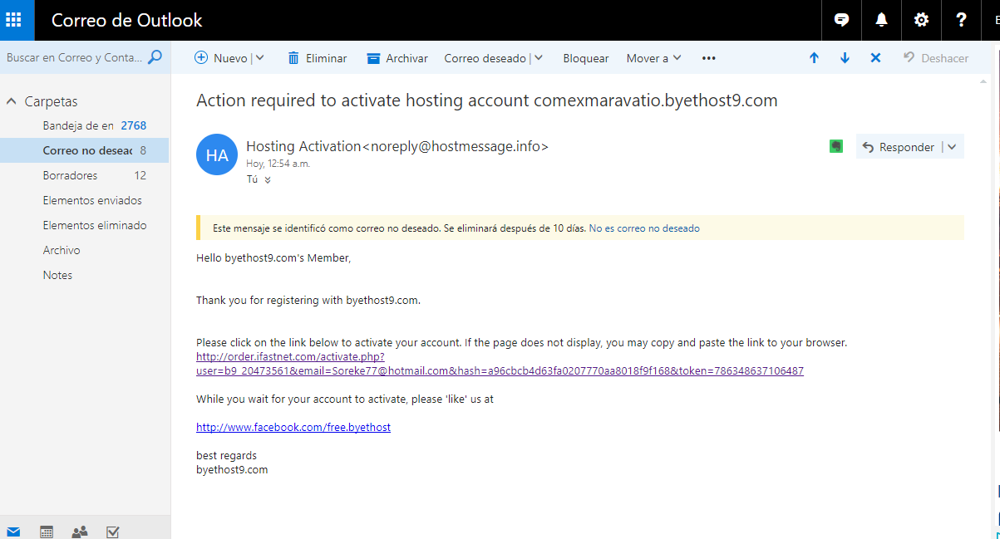 Correo de Outlook
Buscar en Correo y Conta...
Nuevo
Eliminar
Archivar
Correo deseado
Bloquear
Mover a
Deshacer
Carpetas
Bandeja de en 2768
Correo no desead 8
Borradores 12
Elementos enviados
Elementos eliminado
Archivo
Notes
Action required to activate hosting account comexmaravatio.byethost9.com
HA
Hosting Activation<noreply@hostmessage.info>
Hoy, 12:54 a.m.
Tú
Responder
Este mensaje se identificó como correo no deseado. Se eliminará después de 10 días. No es correo no deseado
Hello byethost9.com's Member,
Thank you for registering with byethost9.com.
Please click on the link below to activate your account. If the page does not display, you may copy and paste the link to your browser.
http://order.ifastnet.com/activate.php?
user=b9_20473561&email=Soreke77@hotmail.com&hash=a96cbcb4d63fa0207770aa8018f9f168&token=786348637106487
While you wait for your account to activate, please 'like' us at
http://www.facebook.com/free.byethost
best regards
byethost9.com